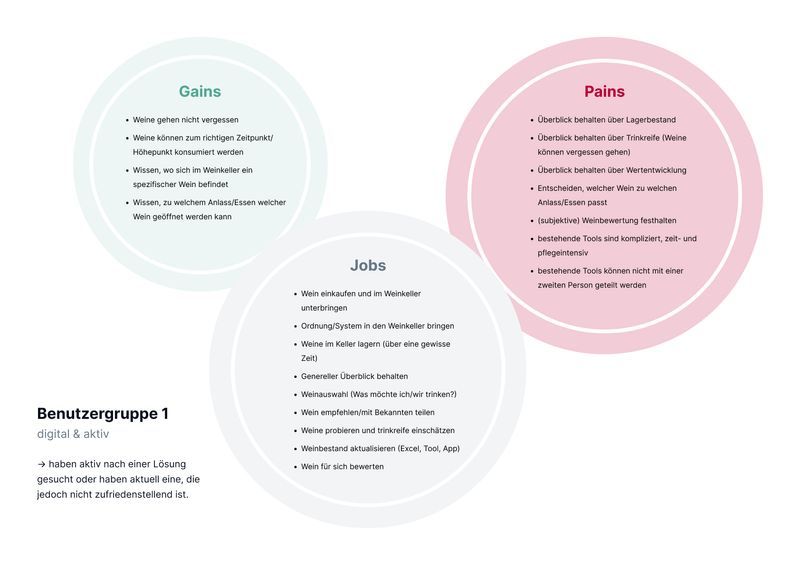 Gains
• Weine gehen nicht vergessen
• Weine können zum richtigen Zeitpunkt/
Höhepunkt konsumiert werden
• Wissen, wo sich im Weinkeller ein
spezifischer Wein befindet
• Wissen, zu welchem Anlass/Essen welcher
Wein geöffnet werden kann
Pains
• Überblick behalten über Lagerbestand
• Überblick behalten über Trinkreife (Weine
können vergessen gehen)
• Überblick behalten über Wertentwicklung
• Entscheiden, welcher Wein zu welchen
Anlass/Essen passt
• (subjektive) Weinbewertung festhalten
• bestehende Tools sind kompliziert, zeit- und
pflegeintensiv
• bestehende Tools können nicht mit einer
zweiten Person geteilt werden
Jobs
• Wein einkaufen und im Weinkeller
unterbringen
• Ordnung/System in den Weinkeller bringen
• Weine im Keller lagern (über eine gewisse
Zeit)
• Genereller Überblick behalten
• Weinauswahl (Was möchte ich/wir trinken?)
• Wein empfehlen/mit Bekannten teilen
• Weine probieren und trinkreife einschätzen
• Weinbestand aktualisieren (Excel, Tool, App)
• Wein für sich bewerten
Benutzergruppe 1
digital & aktiv
→ haben aktiv nach einer Lösung
gesucht oder haben aktuell eine, die
jedoch nicht zufriedenstellend ist.